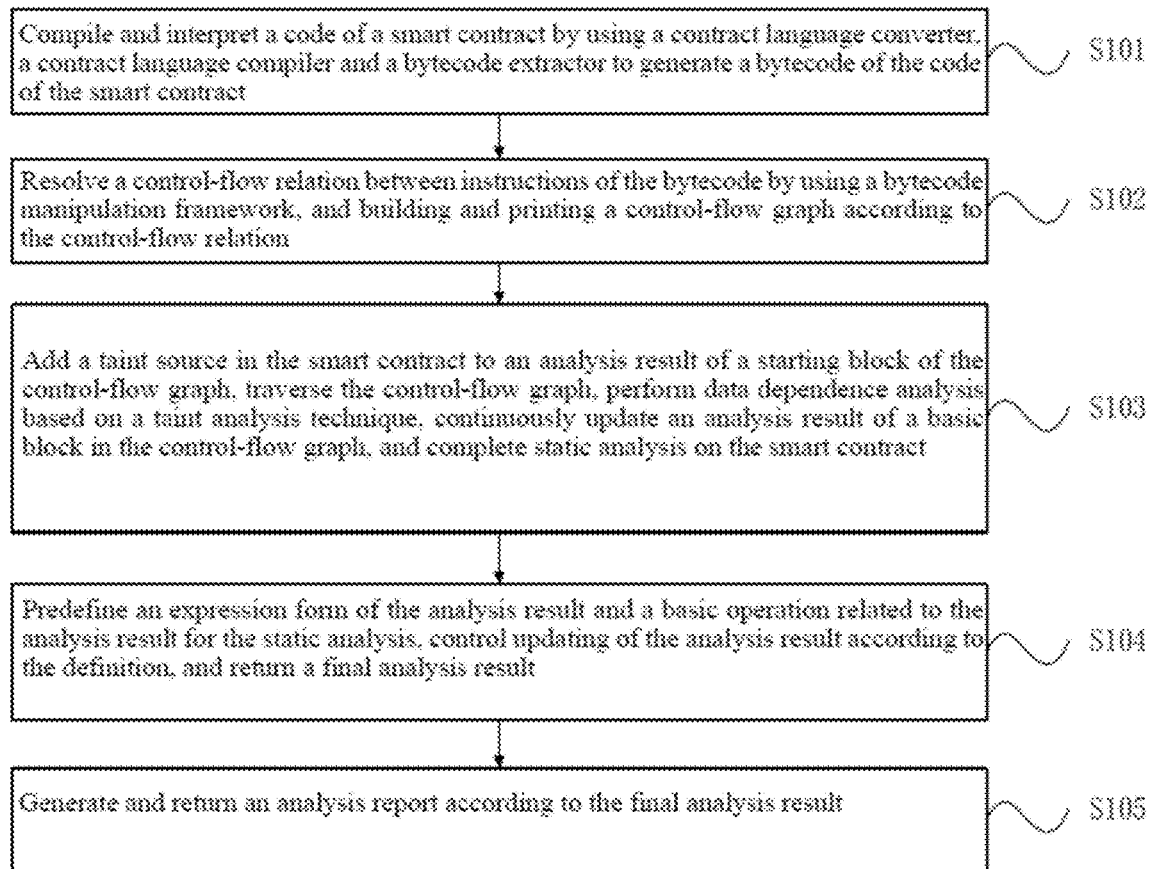 Compile and interpret a code of a smart contract by using a contract language converter,
a contract language compiler and a bytecode extractor to generate a bytecode of the code
of the smart contract
S101
Resolve a control-flow relation between instructions of the bytecode by using a bytecode
manipulation framework, and building and printing a control-flow graph according to
the control-flow relation
S102
Add a taint source in the smart contract to an analysis result of a starting block of the
control-flow graph, traverse the control-flow graph, perform data dependence analysis
based on a taint analysis technique, continuously update an analysis result of a basic
block in the control-flow graph, and complete static analysis on the smart contract
S103
Predefine an expression form of the analysis result and a basic operation related to the
analysis result for the static analysis, control updating of the analysis result according to
the definition, and return a final analysis result
S104
Generate and return an analysis report according to the final analysis result
S105